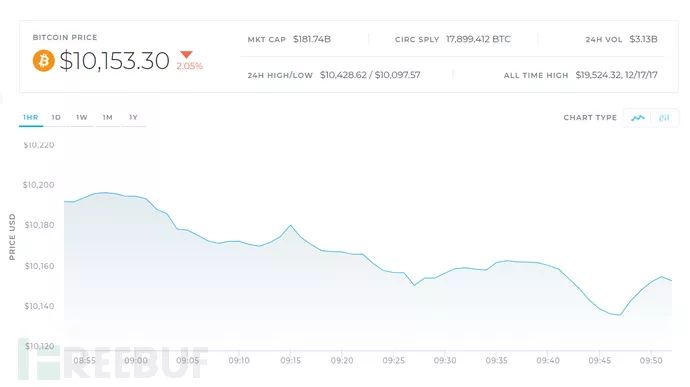 BITCOIN PRICE
$10,153.30
2.05%
MKT CAP $181.74B
CIRC SPLY 17,899,412 BTC
24H VOL $3.13B
24H HIGH/LOW $10,428.62 / $10,097.57
ALL TIME HIGH $19,524.32, 12/17/17
1HR 1D 1W 1M 1Y
CHART TYPE
$10,220
$10,200
$10,180
$10,160
$10,140
$10,120
PRICE USD
08:55 09:00 09:05 09:10 09:15 09:20 09:25 09:30 09:35 09:40 09:45 09:50
FREEBUF